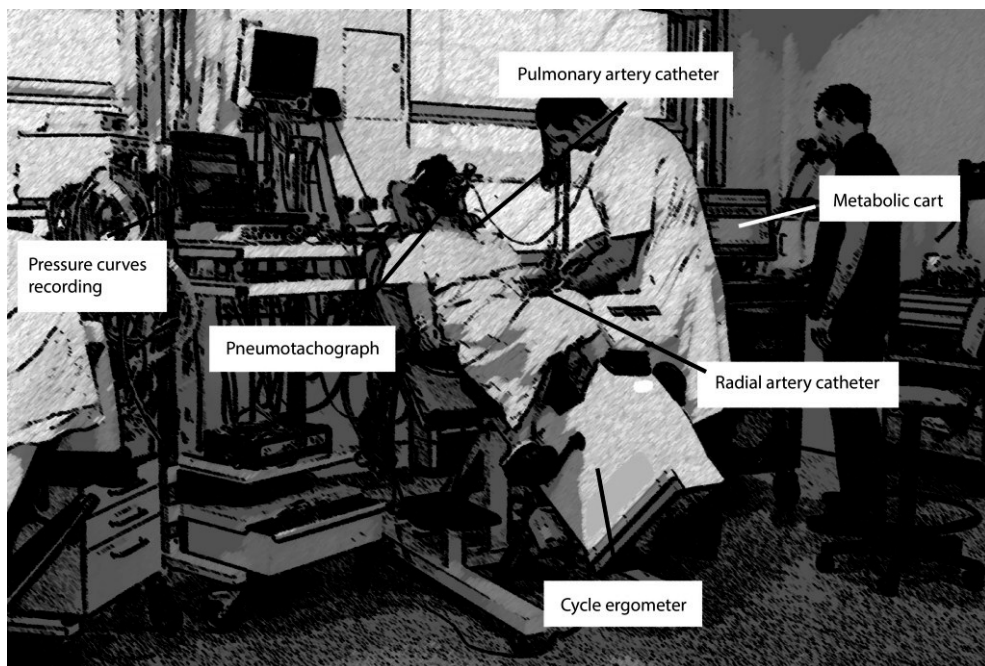 Pulmonary artery catheter
Metabolic cart
Pressure curves
recording
Pneumotachograph
Radial artery catheter
Cycle ergometer